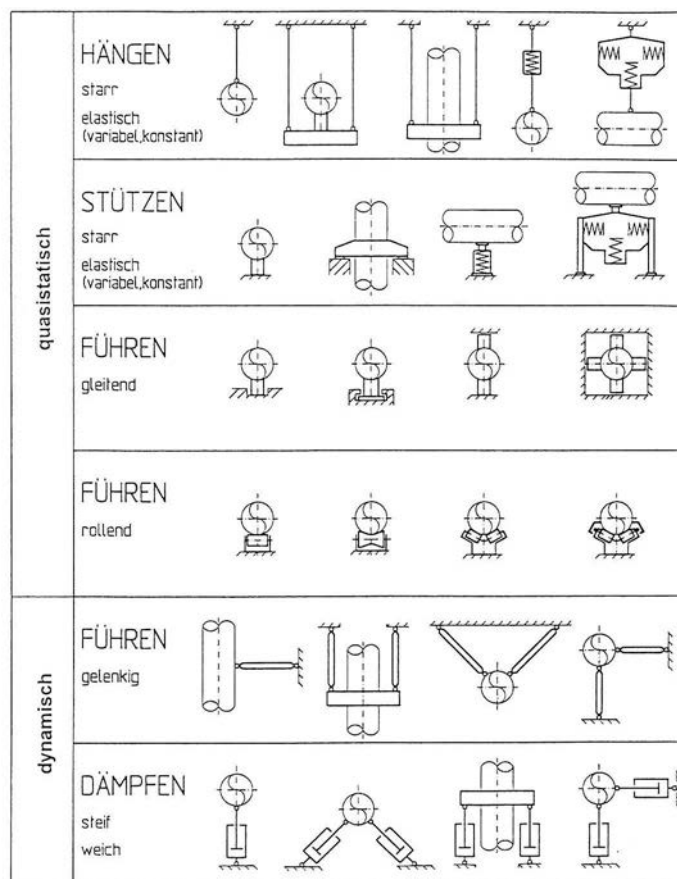 quasistatisch
HÄNGEN
starr
elastisch
(variabel,konstant)
STÜTZEN
starr
elastisch
(variabel,konstant)
FÜHREN
gleitend
FÜHREN
rollend
dynamisch
FÜHREN
gelenkig
DÄMPFEN
steif
weich